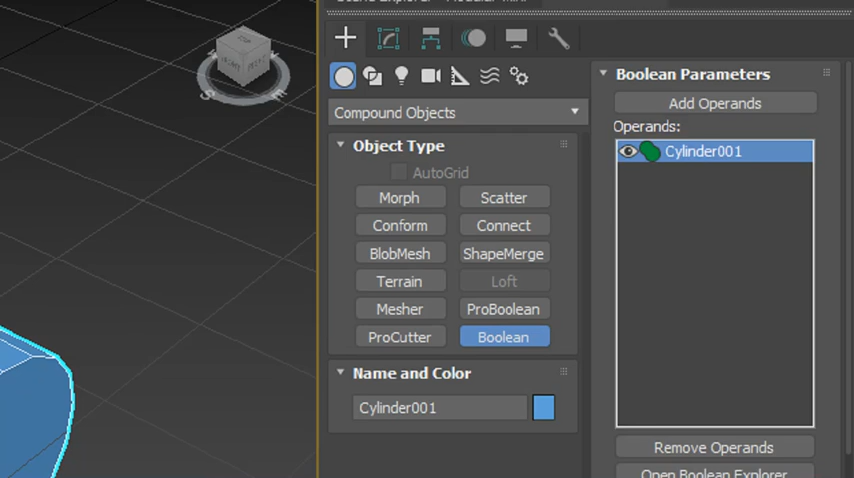 Compound Objects
Object Type
AutoGrid
Morph
Scatter
Conform
Connect
BlobMesh
ShapeMerge
Terrain
Loft
Mesher
ProBoolean
ProCutter
Boolean
Name and Color
Cylinder001
Boolean Parameters
Add Operands
Operands:
Cylinder001
Remove Operands
Open Boolean Explorer